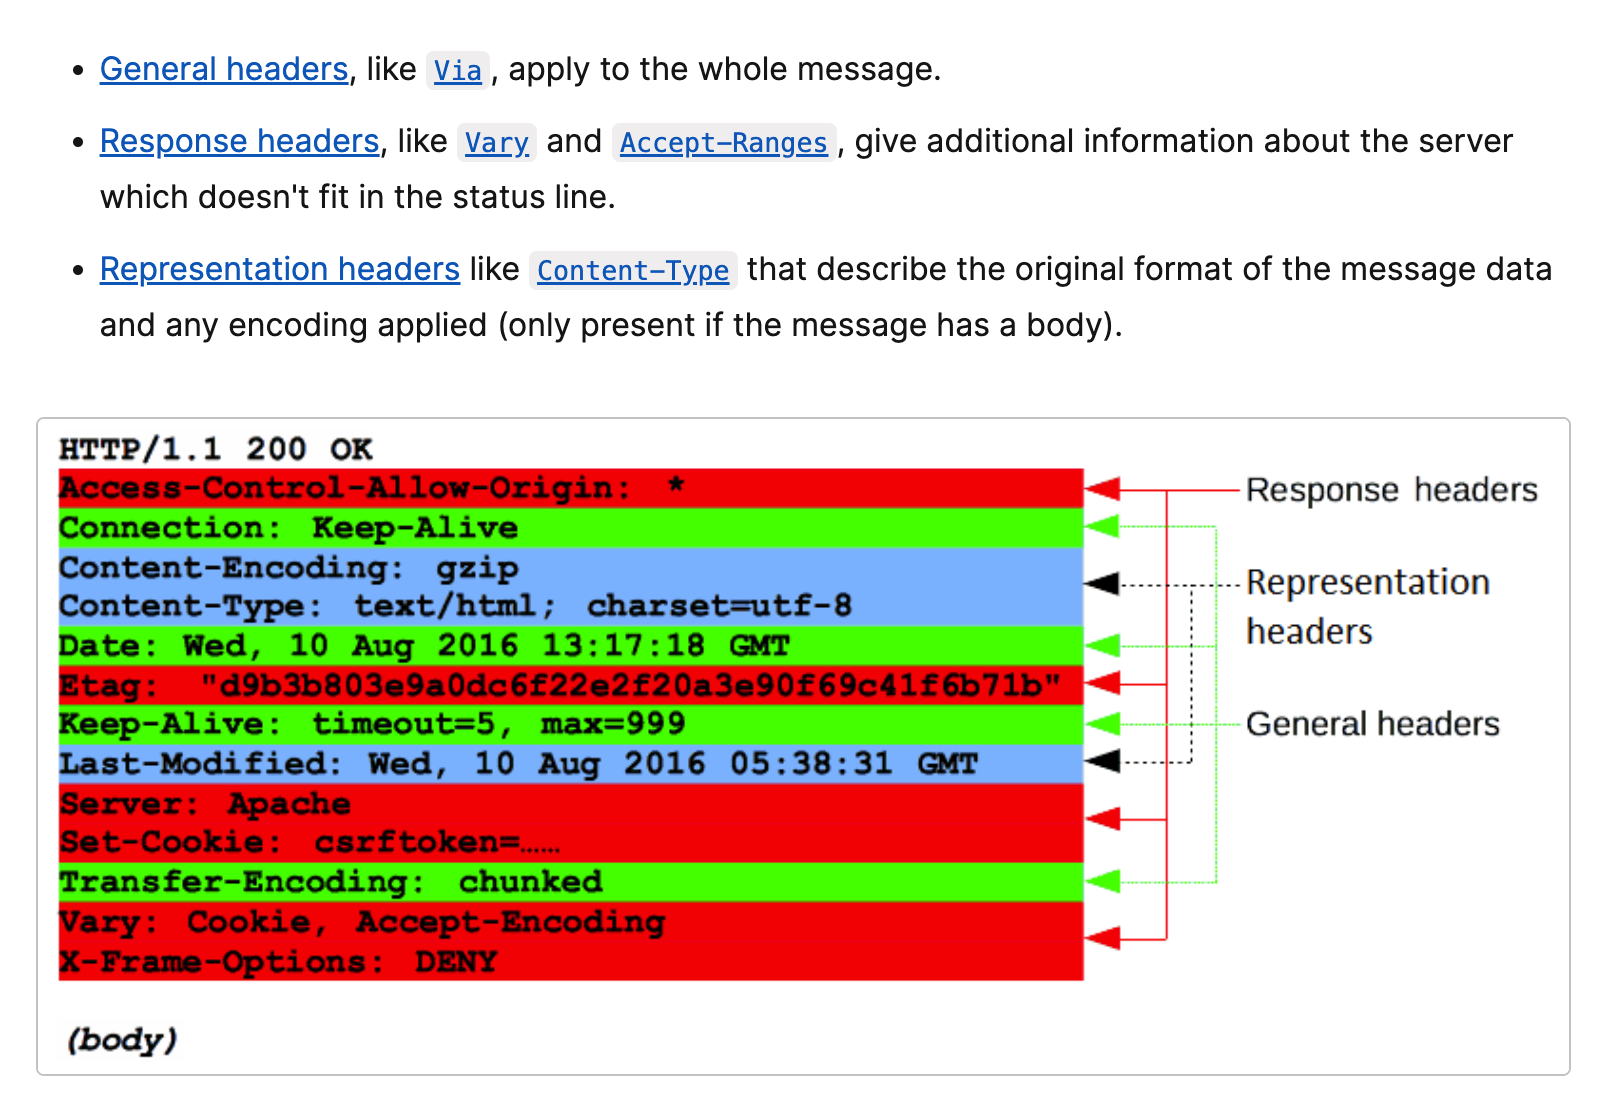 • General headers, like Via, apply to the whole message.
• Response headers, like Vary and Accept-Ranges, give additional information about the server
which doesn't fit in the status line.
• Representation headers like Content-Type that describe the original format of the message data
and any encoding applied (only present if the message has a body).
HTTP/1.1 200 OK
Access-Control-Allow-Origin: *
Connection: Keep-Alive
Content-Encoding: gzip
Content-Type: text/html; charset=utf-8
Date: Wed, 10 Aug 2016 13:17:18 GMT
Etag: "d9b3b803e9a0dc6f22e2f20a3e90f69c41f6b71b"
Keep-Alive: timeout=5, max=999
Last-Modified: Wed, 10 Aug 2016 05:38:31 GMT
Server: Apache
Set-Cookie: csrftoken=……
Transfer-Encoding: chunked
Vary: Cookie, Accept-Encoding
X-Frame-Options: DENY
(body)
Response headers
Representation
headers
General headers